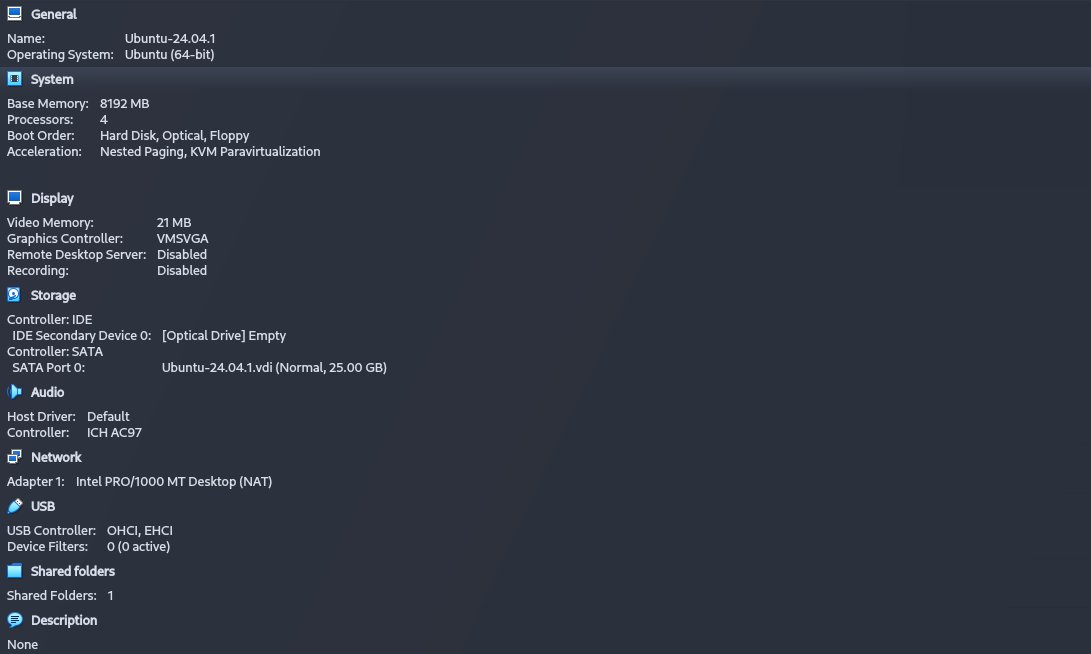 General
Name: Ubuntu-24.04.1
Operating System: Ubuntu (64-bit)
System
Base Memory: 8192 MB
Processors: 4
Boot Order: Hard Disk, Optical, Floppy
Acceleration: Nested Paging, KVM Paravirtualization
Display
Video Memory: 21 MB
Graphics Controller: VMSVGA
Remote Desktop Server: Disabled
Recording: Disabled
Storage
Controller: IDE
IDE Secondary Device 0: [Optical Drive] Empty
Controller: SATA
SATA Port 0: Ubuntu-24.04.1.vdi (Normal, 25.00 GB)
Audio
Host Driver: Default
Controller: ICH AC97
Network
Adapter 1: Intel PRO/1000 MT Desktop (NAT)
USB
USB Controller: OHCI, EHCI
Device Filters: 0 (0 active)
Shared folders
Shared Folders: 1
Description
None